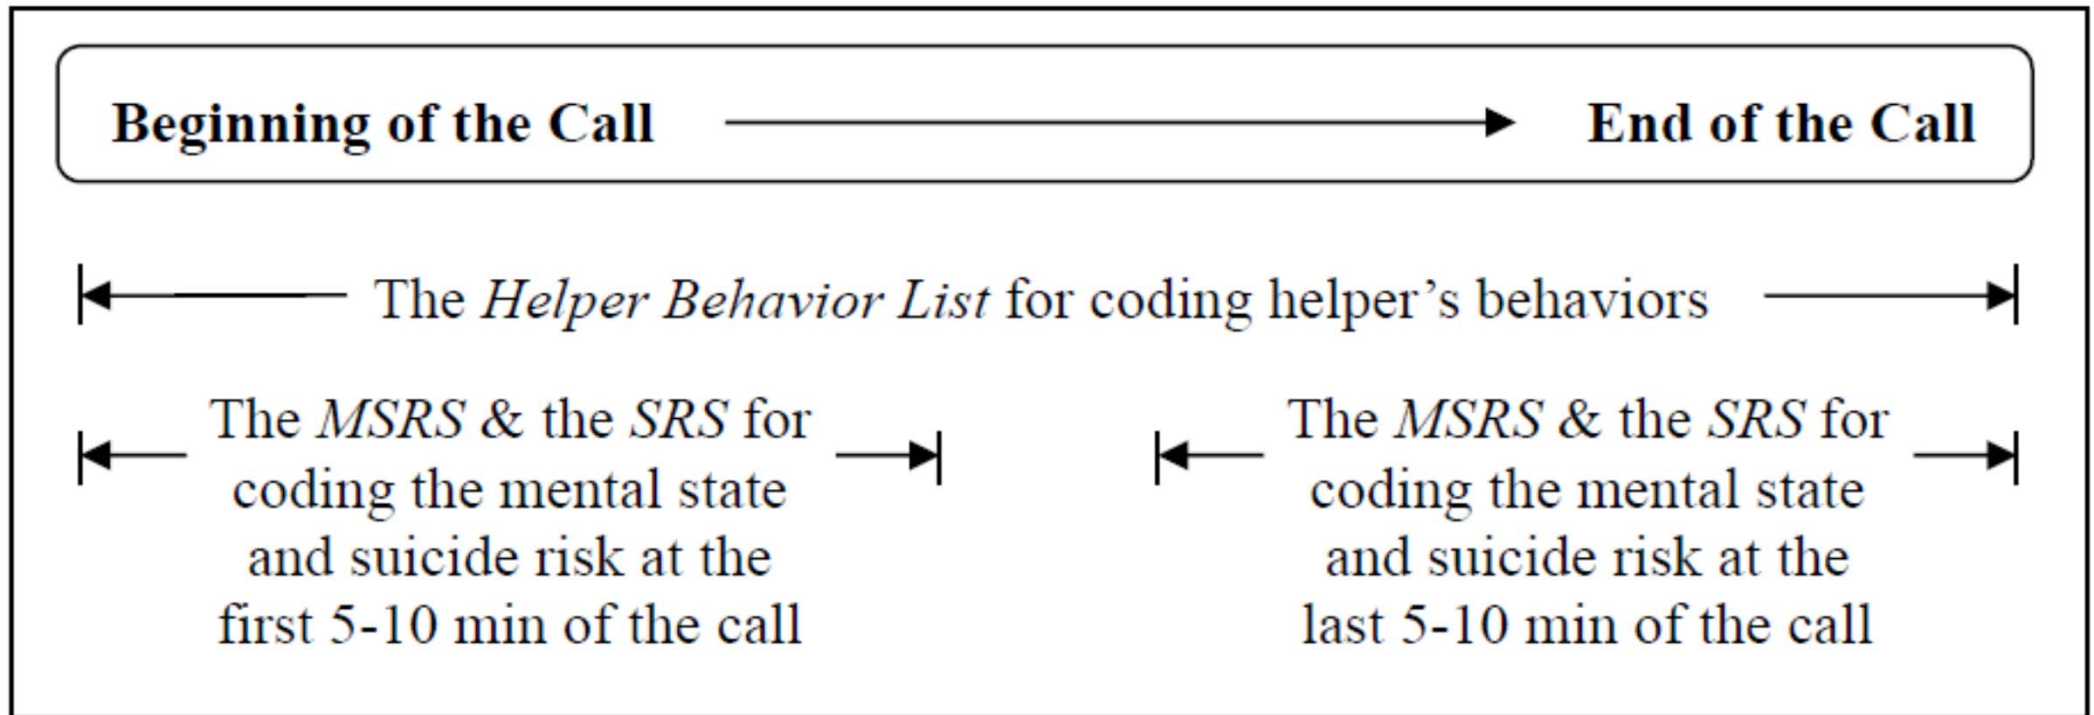 Beginning of the Call
End of the Call
The Helper Behavior List for coding helper’s behaviors
The MSRS & the SRS for
coding the mental state
and suicide risk at the
first 5-10 min of the call
The MSRS & the SRS for
coding the mental state
and suicide risk at the
last 5-10 min of the call